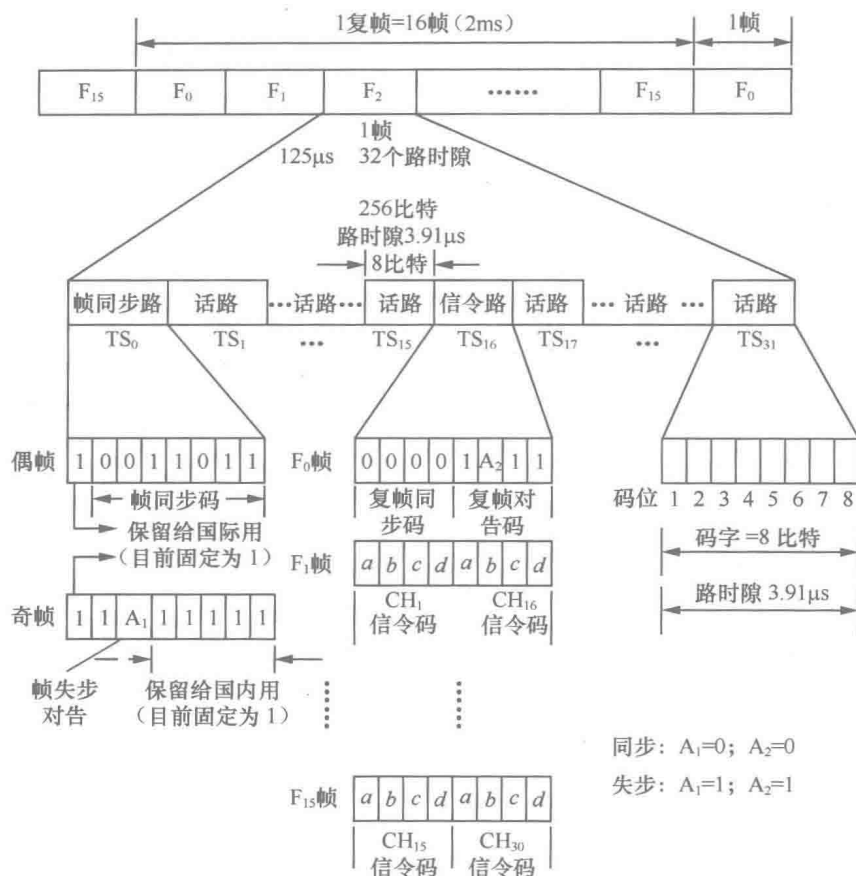 1复帧=16帧(2ms)
1帧
F₁₅ F₀ F₁ F₂ …… F₁₅ F₀
1帧
125μs 32个路时隙
256比特
路时隙3.91μs
8比特
帧同步路 话路 …话路… 话路 信令路 话路 … 话路 … 话路
TS₀ TS₁ … TS₁₅ TS₁₆ TS₁₇ … TS₃₁
偶帧 1 0 0 1 1 0 1 1
帧同步码
保留给国际用
(目前固定为 1)
奇帧 1 1 A₁ 1 1 1 1 1
帧失步
对告
保留给国内用
(目前固定为 1)
F₀帧 0 0 0 0 1 A₂ 1 1
复帧同 复帧对
步码 告码
F₁帧 a b c d a b c d
CH₁ CH₁₆
信令码 信令码
F₁₅帧 a b c d a b c d
CH₁₅ CH₃₀
信令码 信令码
码位 1 2 3 4 5 6 7 8
码字=8 比特
路时隙 3.91μs
同步: A₁=0; A₂=0
失步: A₁=1; A₂=1